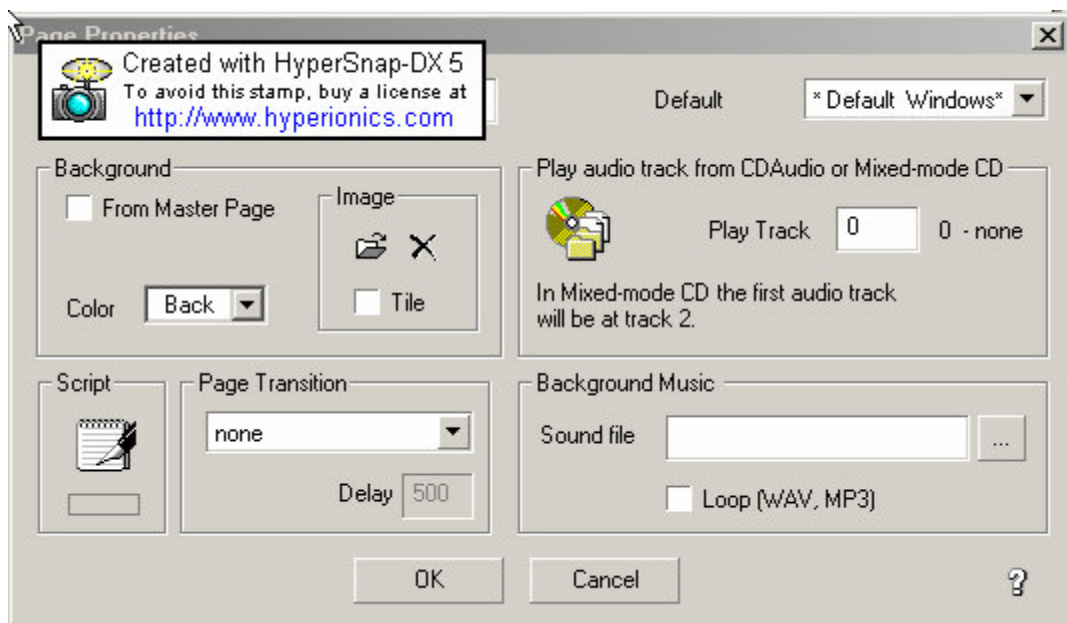 Page Properties
Created with HyperSnap-DX 5
To avoid this stamp, buy a license at
http://www.hyperionics.com
Default
* Default Windows*
Background
From Master Page
Image
Color
Back
Tile
Play audio track from CDAudio or Mixed-mode CD
Play Track
0
0 - none
In Mixed-mode CD the first audio track
will be at track 2.
Script
Page Transition
none
Delay
500
Background Music
Sound file
...
Loop (WAV, MP3)
OK
Cancel
?